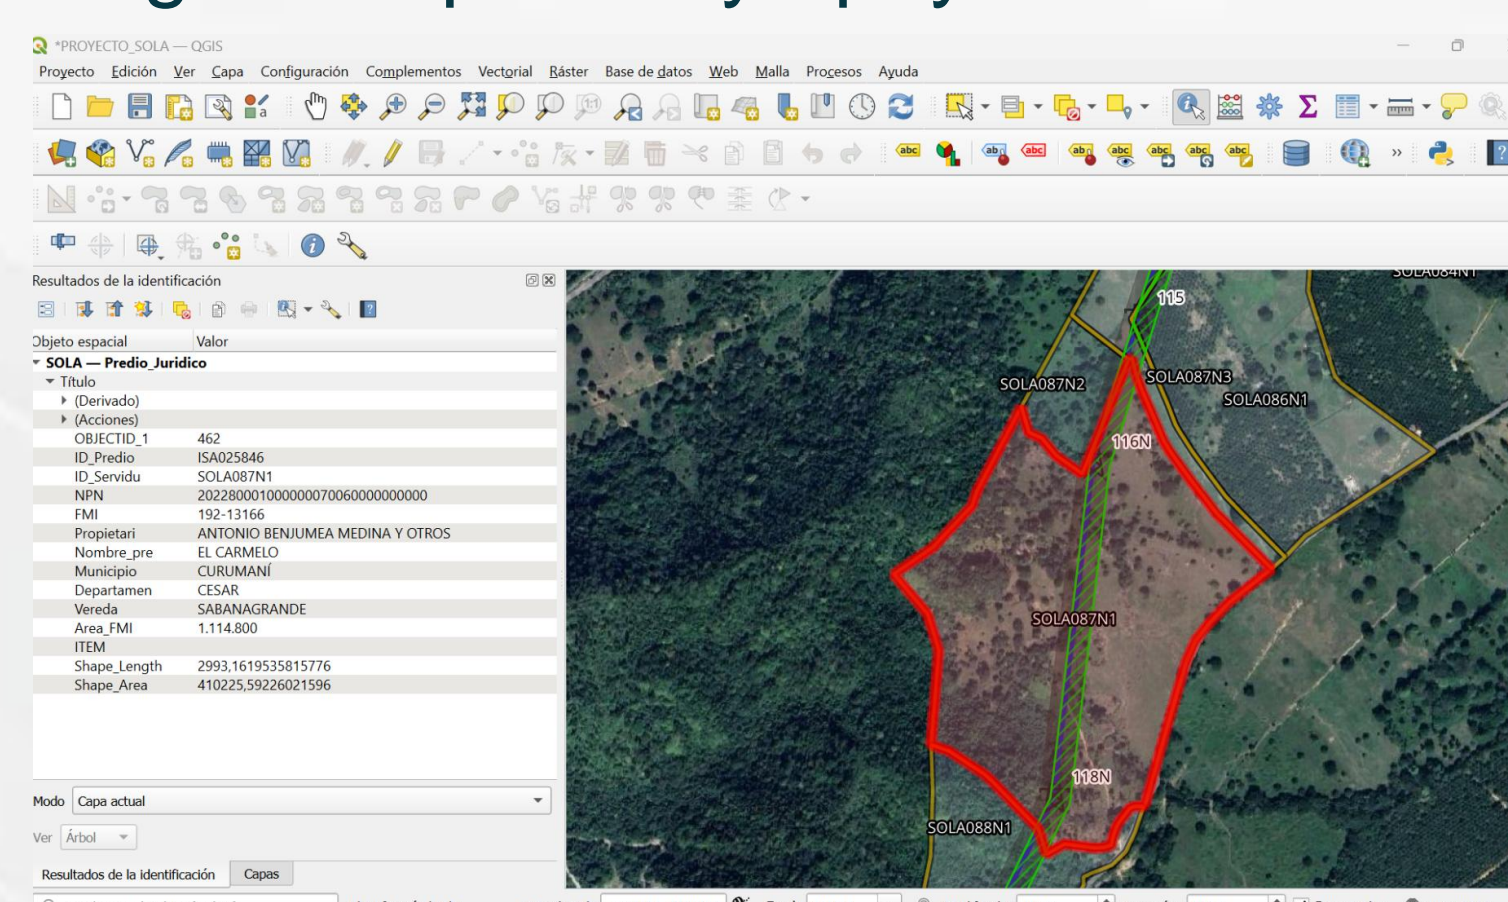 *PROYECTO_SOLA — QGIS
Proyecto Edición Ver Capa Configuración Complementos Vectorial Ráster Base de datos Web Malla Procesos Ayuda
Resultados de la identificación
Objeto espacial Valor
SOLA — Predio_Juridico
Título
(Derivado)
(Acciones)
OBJECTID_1 462
ID_Predio ISA025846
ID_Servidu SOLA087N1
NPN
FMI 192-13166
Propietari ANTONIO BENJUMEA MEDINA Y OTROS
Nombre_pre EL CARMELO
Municipio CURUMANÍ
Departamen CESAR
Vereda SABANAGRANDE
Area_FMI 1.114.800
ITEM
Shape_Length 2993,1619535815776
Shape_Area 410225,59226021596
Modo Capa actual
Ver Árbol
Resultados de la identificación Capas
SOLA084N1
115
SOLA087N2
SOLA087N3
SOLA086N1
116N
SOLA087N1
118N
SOLA088N1